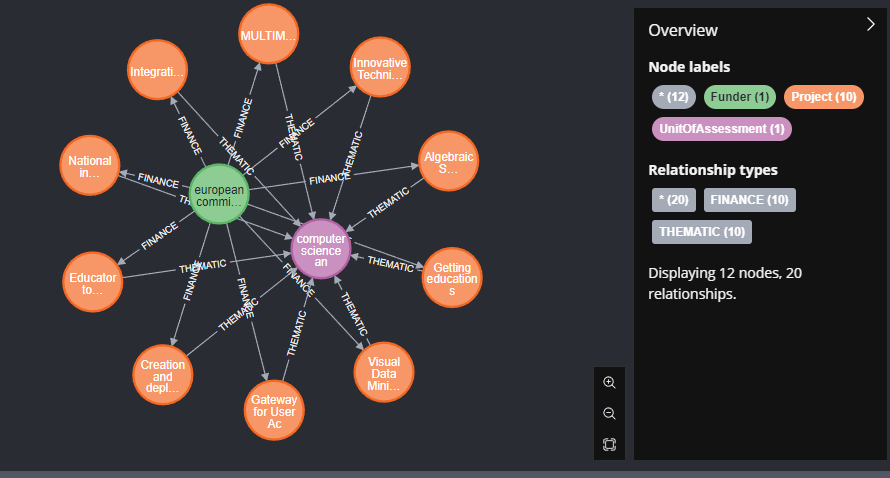 MULTIM...
Integrati...
Innovative
Techni...
National
in...
Algebraic
S...
european
commi...
computer
science
an
Educator
to...
Getting
education
s
Creation
and
depl...
Visual
Data
Mini...
Gateway
for User
Ac
FINANCE
FINANCE
FINANCE
FINANCE
FINANCE
FINANCE
FINANCE
FINANCE
FINANCE
THEMATIC
THEMATIC
THEMATIC
THEMATIC
TH
THEMATIC
THEMATIC
THEMATIC
THEMATIC
THEMATIC
Overview
Node labels
* (12) Funder (1) Project (10)
UnitOfAssessment (1)
Relationship types
* (20) FINANCE (10)
THEMATIC (10)
Displaying 12 nodes, 20
relationships.